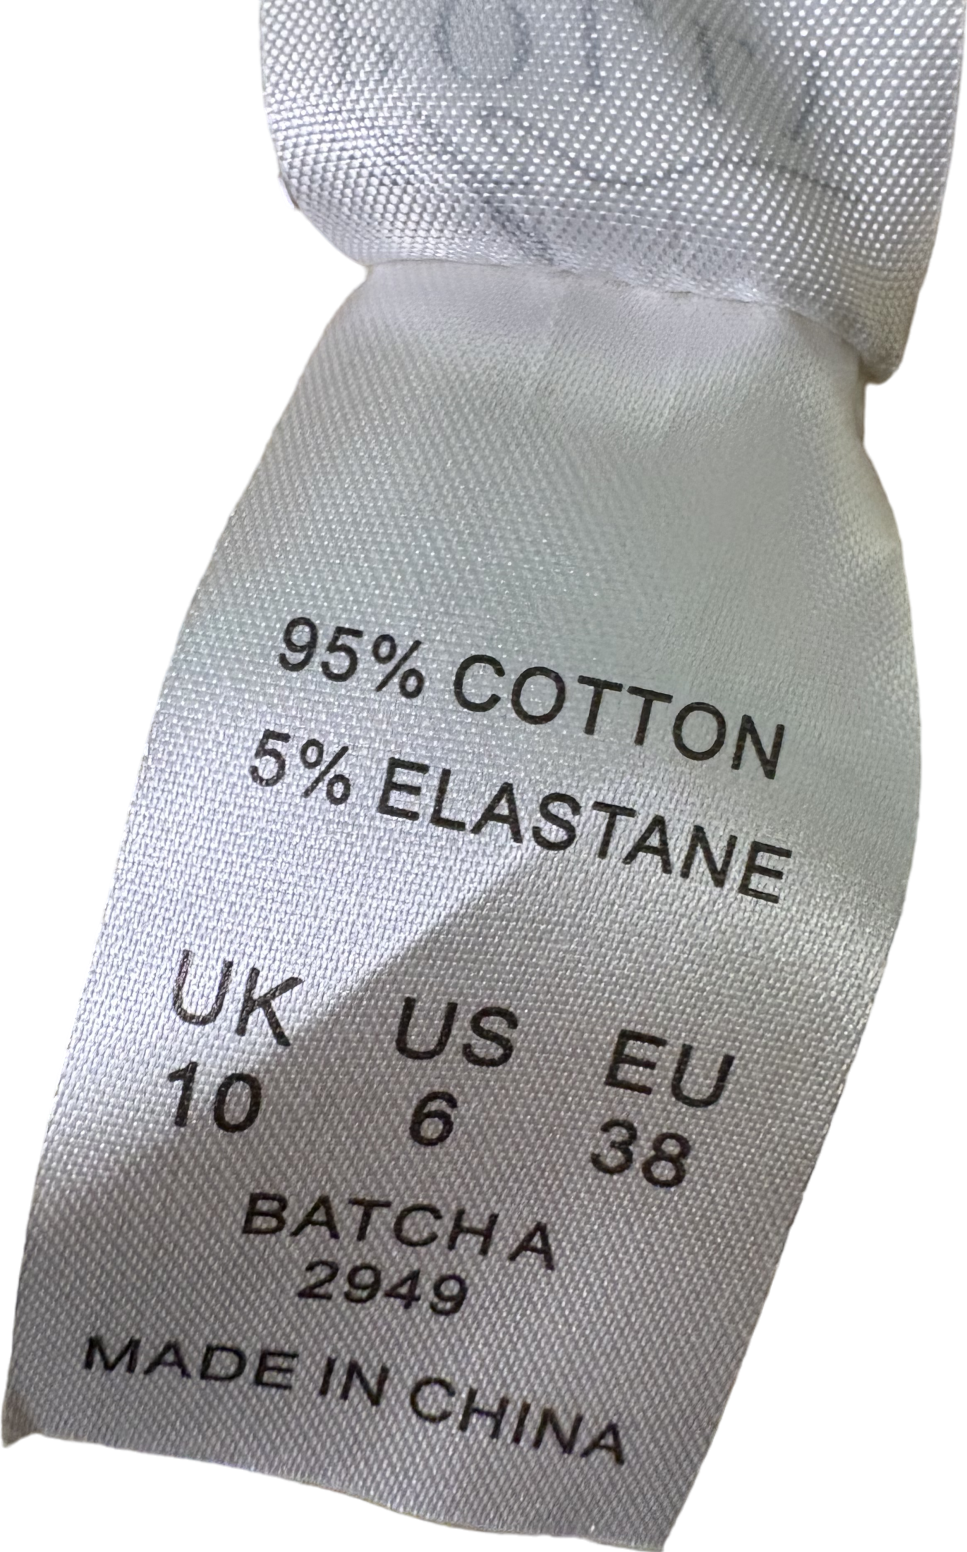 95% COTTON
5% ELASTANE
UK US EU
10 6 38
BATCH A
2949
MADE IN CHINA